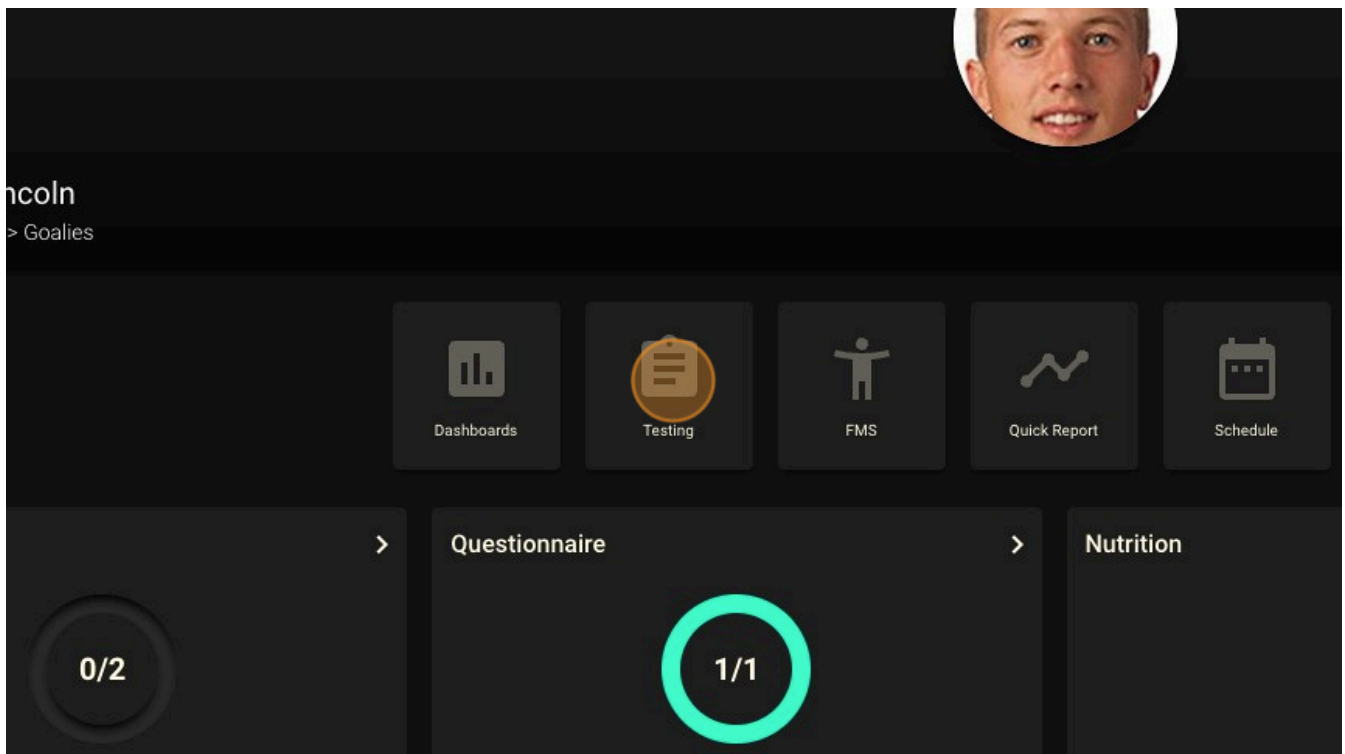 ncoln
> Goalies
Dashboards
Testing
FMS
Quick Report
Schedule
Questionnaire
Nutrition
0/2
1/1